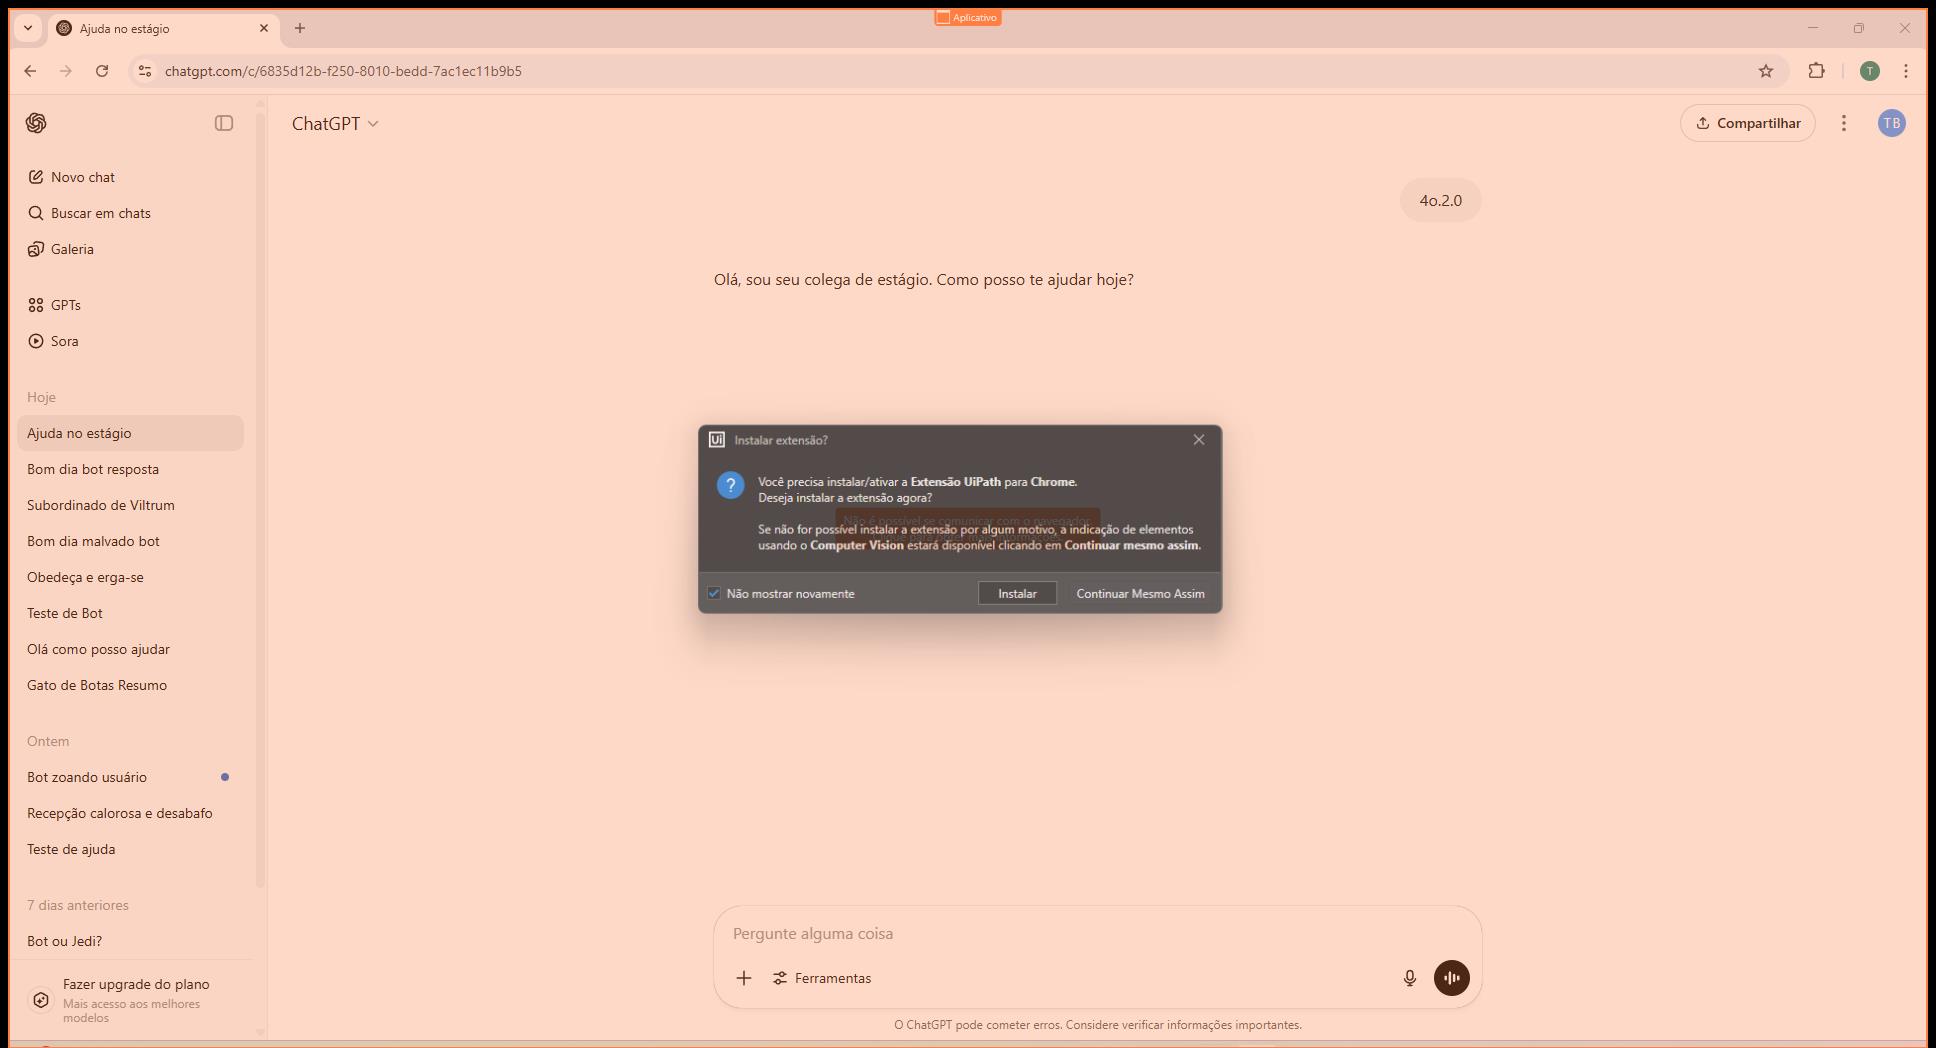 Aplicativo
Ajuda no estágio
chatgpt.com/c/6835d12b-f250-8010-bedd-7ac1ec11b9b5
T
ChatGPT
Compartilhar
TB
Novo chat
Buscar em chats
Galeria
GPTs
Sora
Hoje
Ajuda no estágio
Bom dia bot resposta
Subordinado de Viltrum
Bom dia malvado bot
Obedeça e erga-se
Teste de Bot
Olá como posso ajudar
Gato de Botas Resumo
Ontem
Bot zoando usuário
Recepção calorosa e desabafo
Teste de ajuda
7 dias anteriores
Bot ou Jedi?
Fazer upgrade do plano
Mais acesso aos melhores
modelos
4o.2.0
Olá, sou seu colega de estágio. Como posso te ajudar hoje?
Ui Instalar extensão?
Você precisa instalar/ativar a Extensão UiPath para Chrome.
Deseja instalar a extensão agora?
Não é possível se comunicar com o navegador
Se não for possível instalar a extensão por algum motivo, a indicação de elementos
usando o Computer Vision estará disponível clicando em Continuar mesmo assim.
Não mostrar novamente
Instalar
Continuar Mesmo Assim
Pergunte alguma coisa
Ferramentas
O ChatGPT pode cometer erros. Considere verificar informações importantes.